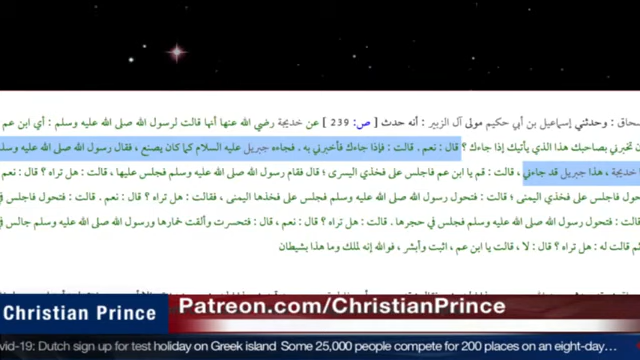 سحاق : وحدثني إسماعيل بن أبي حكيم مولى آل الزبير : أنه حدث [ ص: 239 ] عن خديجة رضي الله عنها أنها قالت لرسول الله صلى الله عليه وسلم : أي ابن عم
ن تخبرني بصاحبك هذا الذي يأتيك إذا جاءك ؟ قال : نعم . قالت : فإذا جاءك فأخبرني به . فجاءه جبريل عليه السلام كما كان يصنع ، فقال رسول الله صلى الله عليه وسلم
خديجة ، هذا جبريل قد جاءني ، قالت : قم يا ابن عم فاجلس على فخذي اليسرى ؛ قال فقام رسول الله صلى الله عليه وسلم فجلس عليها ، قالت : هل تراه ؟ قال : نعم
حول فاجلس على فخذي اليمنى ؛ قالت : فتحول رسول الله صلى الله عليه وسلم فجلس على فخذها اليمنى ، فقالت : هل تراه ؟ قال : نعم . قالت : فتحول فاجلس في
قالت : فتحول رسول الله صلى الله عليه وسلم فجلس في حجرها . قالت : هل تراه ؟ قال : نعم ، قال : فتحسرت وألقت خمارها ورسول الله صلى الله عليه وسلم جالس في
ثم قالت له : هل تراه ؟ قال : لا ، قالت يا ابن عم ، اثبت وأبشر ، فوالله إنه لملك وما هذا بشيطان
Patreon.com/ChristianPrince
Christian Prince
ovid-19: Dutch sign up for test holiday on Greek island Some 25,000 people compete for 200 places on an eight-day…